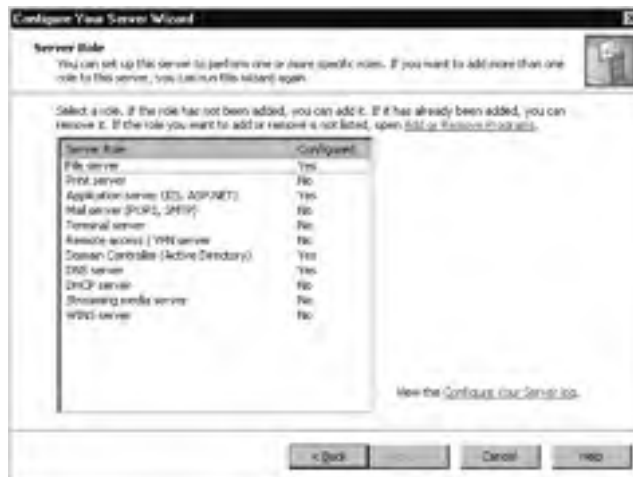 Configure Your Server Wizard
Server Role
You can set up this server to perform one or more specific roles. If you want to add more than one
role to this server, you can run this wizard again.
Select a role. If the role has not been added, you can add it. If it has already been added, you can
remove it. If the role you want to add or remove is not listed, open Add or Remove Programs.
Server Role Configured
File server Yes
Print server No
Application server (IIS, ASP.NET) Yes
Mail server (POP3, SMTP) No
Terminal server No
Remote access / VPN server No
Domain Controller (Active Directory) Yes
DNS server Yes
DHCP server No
Streaming media server No
WINS server No
View the Configure Your Server log.
< Back Cancel Help